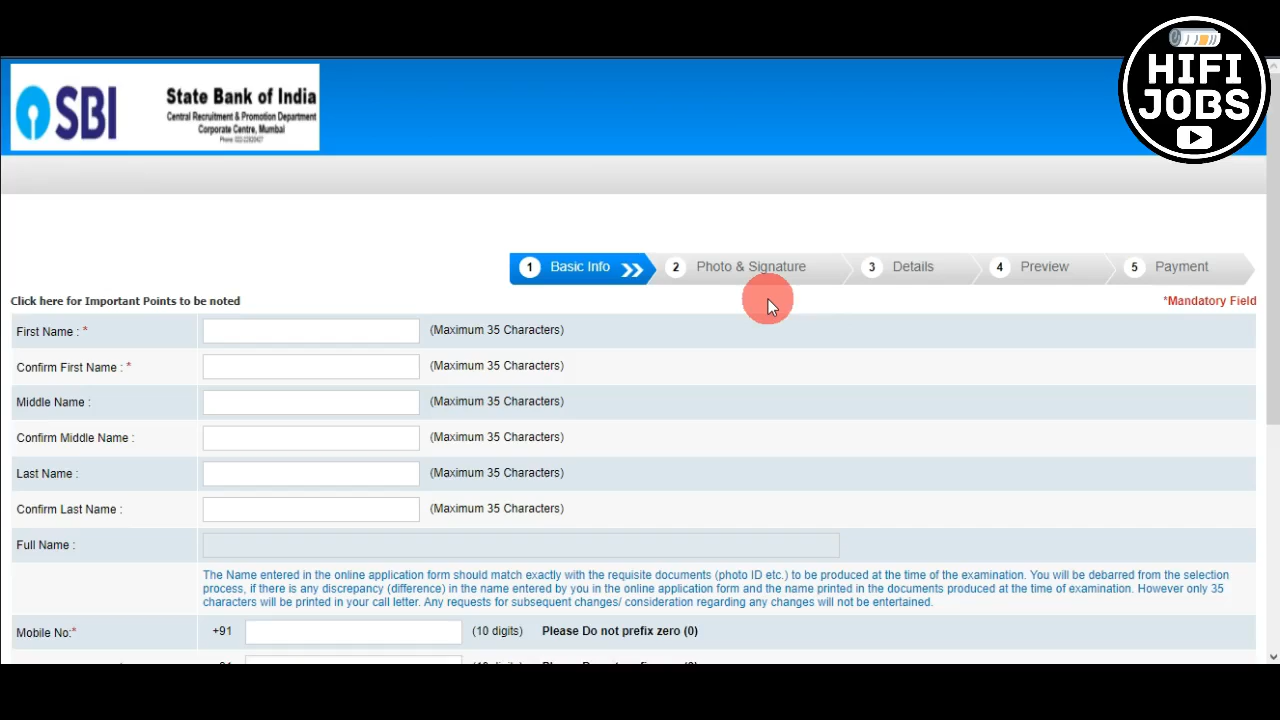 HIFI
JOBS
SBI
State Bank of India
Central Recruitment & Promotion Department
Corporate Centre, Mumbai
1 Basic Info 2 Photo & Signature 3 Details 4 Preview 5 Payment
Click here for Important Points to be noted *Mandatory Field
First Name : * (Maximum 35 Characters)
Confirm First Name : * (Maximum 35 Characters)
Middle Name : (Maximum 35 Characters)
Confirm Middle Name : (Maximum 35 Characters)
Last Name : (Maximum 35 Characters)
Confirm Last Name : (Maximum 35 Characters)
Full Name :
The Name entered in the online application form should match exactly with the requisite documents (photo ID etc.) to be produced at the time of the examination. You will be debarred from the selection
process, if there is any discrepancy (difference) in the name entered by you in the online application form and the name printed in the documents produced at the time of examination. However only 35
characters will be printed in your call letter. Any requests for subsequent changes/ consideration regarding any changes will not be entertained.
Mobile No:* +91 (10 digits) Please Do not prefix zero (0)